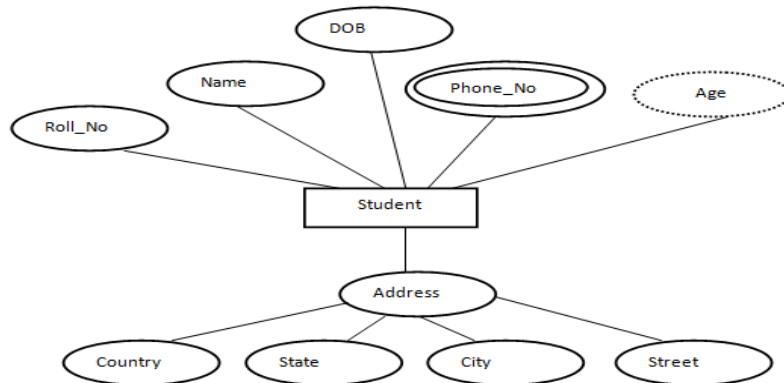 DOB
Name
Phone_No
Age
Roll_No
Student
Address
Country
State
City
Street